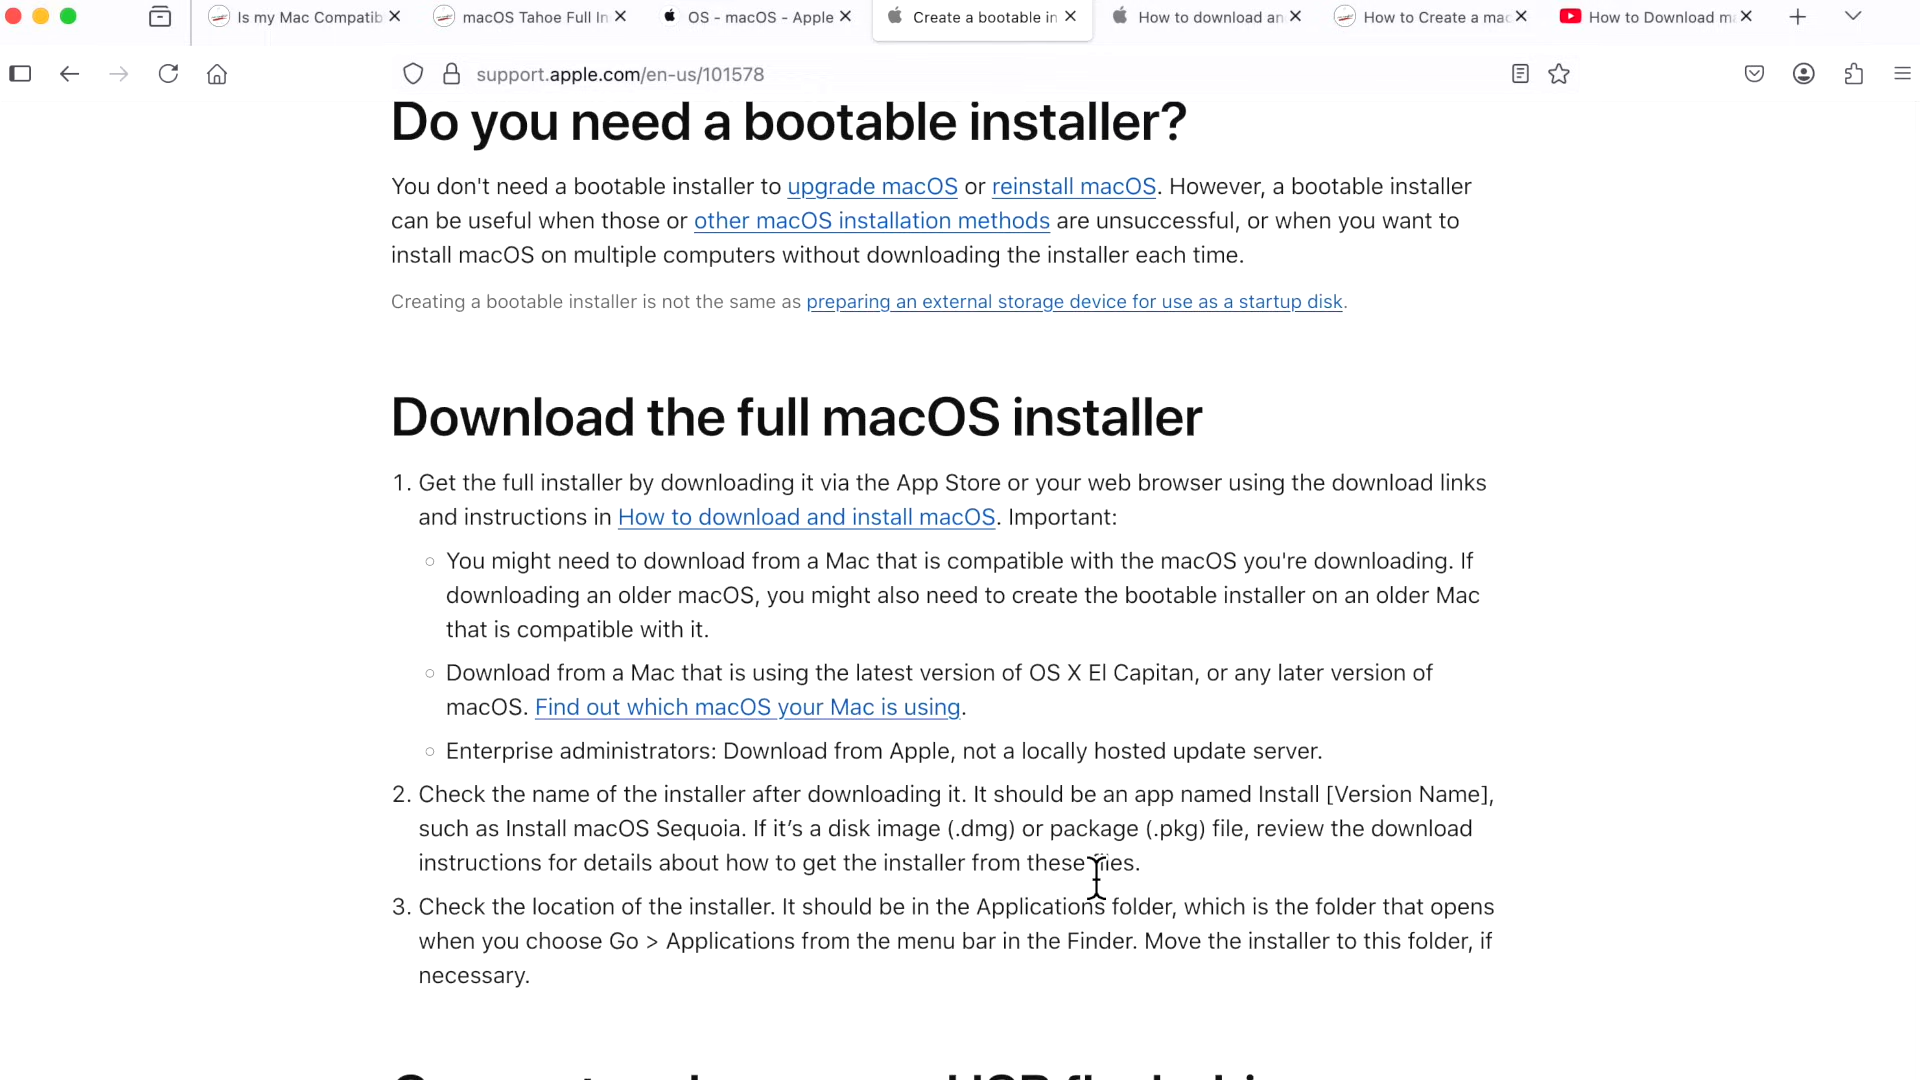 Is my Mac Compatib
macOS Tahoe Full In
OS - macOS - Apple
Create a bootable in
How to download an
How to Create a mac
How to Download ma
support.apple.com/en-us/101578
Do you need a bootable installer?
You don't need a bootable installer to upgrade macOS or reinstall macOS. However, a bootable installer
can be useful when those or other macOS installation methods are unsuccessful, or when you want to
install macOS on multiple computers without downloading the installer each time.
Creating a bootable installer is not the same as preparing an external storage device for use as a startup disk.
Download the full macOS installer
1. Get the full installer by downloading it via the App Store or your web browser using the download links
and instructions in How to download and install macOS. Important:
○ You might need to download from a Mac that is compatible with the macOS you're downloading. If
downloading an older macOS, you might also need to create the bootable installer on an older Mac
that is compatible with it.
○ Download from a Mac that is using the latest version of OS X El Capitan, or any later version of
macOS. Find out which macOS your Mac is using.
○ Enterprise administrators: Download from Apple, not a locally hosted update server.
2. Check the name of the installer after downloading it. It should be an app named Install [Version Name],
such as Install macOS Sequoia. If it’s a disk image (.dmg) or package (.pkg) file, review the download
instructions for details about how to get the installer from these files.
3. Check the location of the installer. It should be in the Applications folder, which is the folder that opens
when you choose Go > Applications from the menu bar in the Finder. Move the installer to this folder, if
necessary.